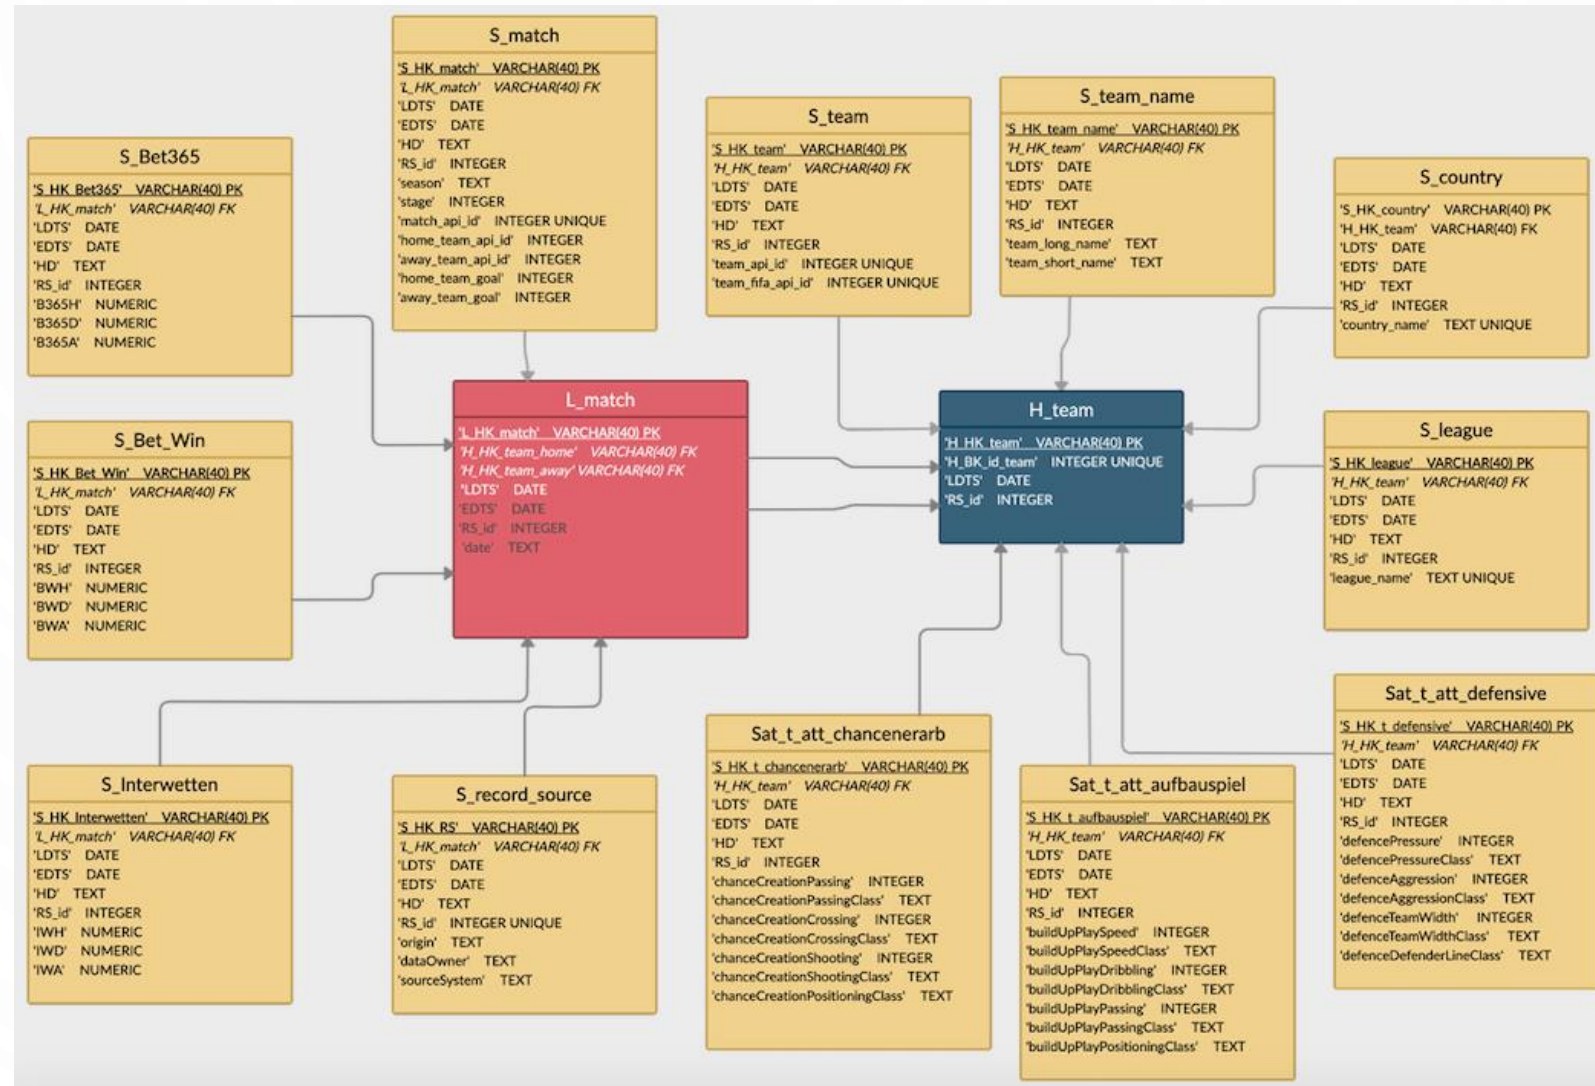 S_match
'S_HK_match' VARCHAR(40) PK
'L_HK_match' VARCHAR(40) FK
'LDTS' DATE
'EDTS' DATE
'HD' TEXT
'RS_id' INTEGER
'season' TEXT
'stage' INTEGER
'match_api_id' INTEGER UNIQUE
'home_team_api_id' INTEGER
'away_team_api_id' INTEGER
'home_team_goal' INTEGER
'away_team_goal' INTEGER
S_team
'S_HK_team' VARCHAR(40) PK
'H_HK_team' VARCHAR(40) FK
'LDTS' DATE
'EDTS' DATE
'HD' TEXT
'RS_id' INTEGER
'team_api_id' INTEGER UNIQUE
'team_fifa_api_id' INTEGER UNIQUE
S_team_name
'S_HK_team_name' VARCHAR(40) PK
'H_HK_team' VARCHAR(40) FK
'LDTS' DATE
'EDTS' DATE
'HD' TEXT
'RS_id' INTEGER
'team_long_name' TEXT
'team_short_name' TEXT
S_Bet365
'S_HK_Bet365' VARCHAR(40) PK
'L_HK_match' VARCHAR(40) FK
'LDTS' DATE
'EDTS' DATE
'HD' TEXT
'RS_id' INTEGER
'B365H' NUMERIC
'B365D' NUMERIC
'B365A' NUMERIC
S_country
'S_HK_country' VARCHAR(40) PK
'H_HK_team' VARCHAR(40) FK
'LDTS' DATE
'EDTS' DATE
'HD' TEXT
'RS_id' INTEGER
'country_name' TEXT UNIQUE
L_match
'L_HK_match' VARCHAR(40) PK
'H_HK_team_home' VARCHAR(40) FK
'H_HK_team_away' VARCHAR(40) FK
'LDTS' DATE
'EDTS' DATE
'RS_id' INTEGER
'date' TEXT
H_team
'H_HK_team' VARCHAR(40) PK
'H_BK_id_team' INTEGER UNIQUE
'LDTS' DATE
'RS_id' INTEGER
S_Bet_Win
'S_HK_Bet_Win' VARCHAR(40) PK
'L_HK_match' VARCHAR(40) FK
'LDTS' DATE
'EDTS' DATE
'HD' TEXT
'RS_id' INTEGER
'BWH' NUMERIC
'BWD' NUMERIC
'BWA' NUMERIC
S_league
'S_HK_league' VARCHAR(40) PK
'H_HK_team' VARCHAR(40) FK
'LDTS' DATE
'EDTS' DATE
'HD' TEXT
'RS_id' INTEGER
'league_name' TEXT UNIQUE
S_Interwetten
'S_HK_Interwetten' VARCHAR(40) PK
'L_HK_match' VARCHAR(40) FK
'LDTS' DATE
'EDTS' DATE
'HD' TEXT
'RS_id' INTEGER
'IWH' NUMERIC
'IWD' NUMERIC
'IWA' NUMERIC
S_record_source
'S_HK_RS' VARCHAR(40) PK
'L_HK_match' VARCHAR(40) FK
'LDTS' DATE
'EDTS' DATE
'HD' TEXT
'RS_id' INTEGER UNIQUE
'origin' TEXT
'dataOwner' TEXT
'sourceSystem' TEXT
Sat_t_att_chancenerarb
'S_HK_t_chancenerarb' VARCHAR(40) PK
'H_HK_team' VARCHAR(40) FK
'LDTS' DATE
'EDTS' DATE
'HD' TEXT
'RS_id' INTEGER
'chanceCreationPassing' INTEGER
'chanceCreationPassingClass' TEXT
'chanceCreationCrossing' INTEGER
'chanceCreationCrossingClass' TEXT
'chanceCreationShooting' INTEGER
'chanceCreationShootingClass' TEXT
'chanceCreationPositioningClass' TEXT
Sat_t_att_aufbauspiel
'S_HK_t_aufbauspiel' VARCHAR(40) PK
'H_HK_team' VARCHAR(40) FK
'LDTS' DATE
'EDTS' DATE
'HD' TEXT
'RS_id' INTEGER
'buildUpPlaySpeed' INTEGER
'buildUpPlaySpeedClass' TEXT
'buildUpPlayDribbling' INTEGER
'buildUpPlayDribblingClass' TEXT
'buildUpPlayPassing' INTEGER
'buildUpPlayPassingClass' TEXT
'buildUpPlayPositioningClass' TEXT
Sat_t_att_defensive
'S_HK_t_defensive' VARCHAR(40) PK
'H_HK_team' VARCHAR(40) FK
'LDTS' DATE
'EDTS' DATE
'HD' TEXT
'RS_id' INTEGER
'defencePressure' INTEGER
'defencePressureClass' TEXT
'defenceAggression' INTEGER
'defenceAggressionClass' TEXT
'defenceTeamWidth' INTEGER
'defenceTeamWidthClass' TEXT
'defenceDefenderLineClass' TEXT